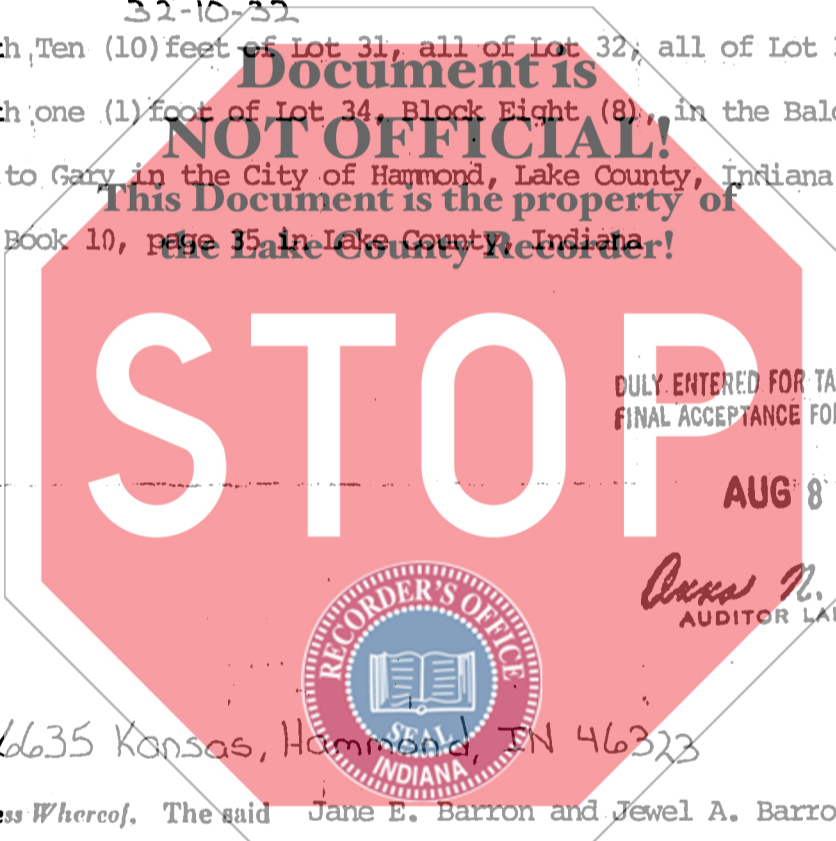 32-10-32
h Ten (10) feet of Lot 31, all of Lot 32, all of Lot
Document is
h one (1) foot of Lot 34, Block Eight (8), in the Bald
NOT OFFICIAL!
to Gary in the City of Hammond, Lake County, Indiana
This Document is the property of
Book 10, page 35 in Lake County, Indiana
the Lake County Recorder!
STOP
DULY ENTERED FOR TA
FINAL ACCEPTANCE FO
AUG 8
Anna N.
AUDITOR LA
RECORDER'S OFFICE
SEAL
INDIANA
6635 Kansas, Hammond, IN 46323
ss Whereof, The said Jane E. Barron and Jewel A. Barro